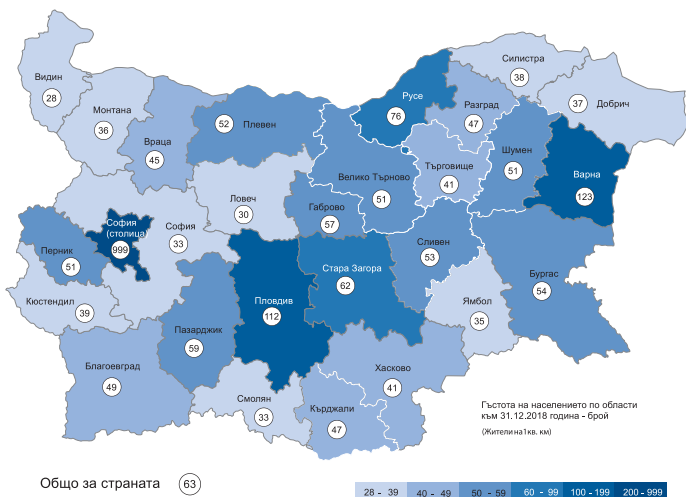 Силистра
38
Видин
28
Русе
76
Разград
47
37
Добрич
Монтана
36
52
Плевен
Враца
45
Шумен
51
Търговище
41
Варна
123
Велико Търново
51
Ловеч
30
Габрово
57
София
(столица)
999
София
33
Перник
51
Сливен
53
Стара Загора
62
Бургас
54
Кюстендил
39
Пловдив
112
Ямбол
35
Пазарджик
59
Благоевград
49
Хасково
41
Смолян
33
Кърджали
47
Гъстота на населението по области
към 31.12.2018 година - брой
(Жители на1кв. км)
Общо за страната 63
28 - 39 40 - 49 50 - 59 60 - 99 100 - 199 200 - 999